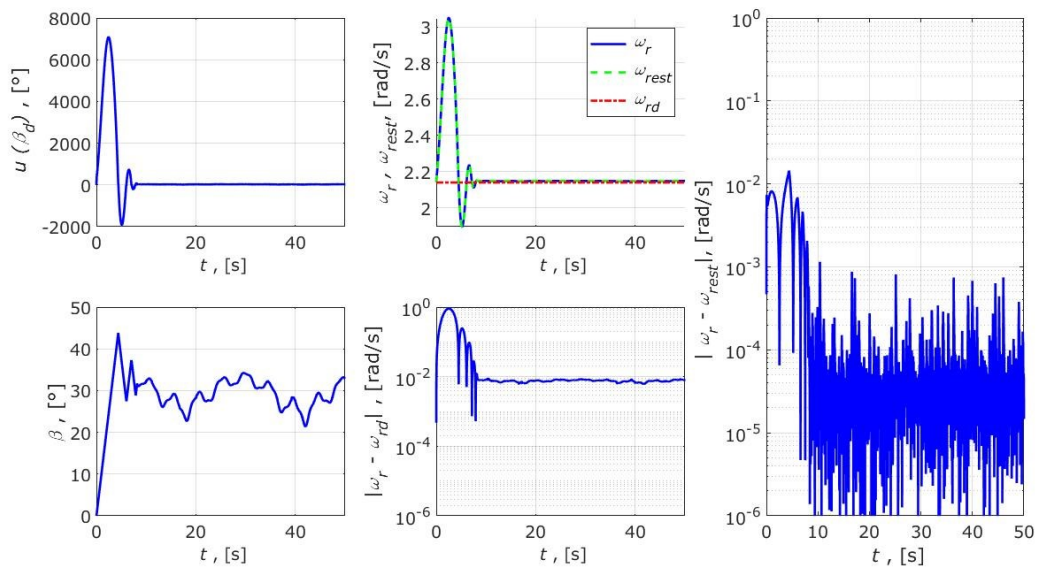 8000
6000
4000
2000
0
-2000
u (β_d) , [°]
0 20 40
t , [s]
3
2.8
2.6
2.4
2.2
2
ω_r , ω_rest, [rad/s]
ω_r
ω_rest
ω_rd
0 20 40
t , [s]
50
40
30
20
10
0
β , [°]
0 20 40
t , [s]
10^0
10^-2
10^-4
10^-6
|ω_r - ω_rd| , [rad/s]
0 20 40
t , [s]
10^0
10^-1
10^-2
10^-3
10^-4
10^-5
10^-6
| ω_r - ω_rest| , [rad/s]
0 10 20 30 40 50
t , [s]